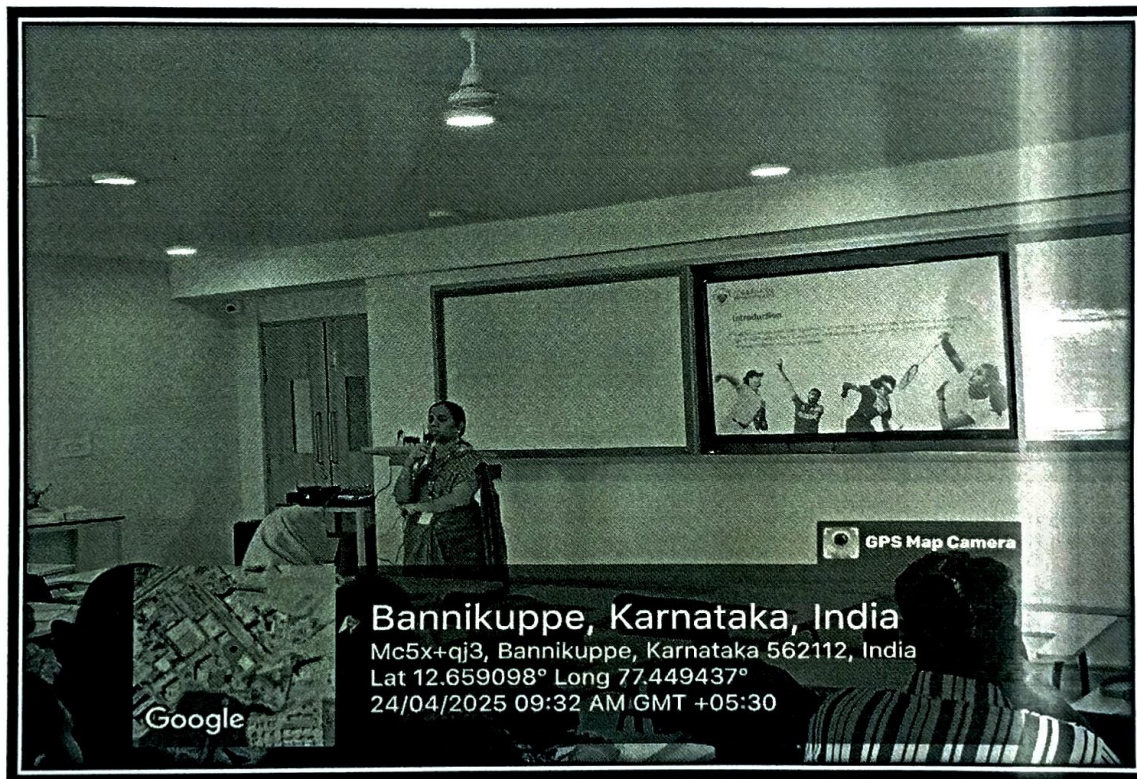 Introduction
GPS Map Camera
Bannikuppe, Karnataka, India
Mc5x+qj3, Bannikuppe, Karnataka 562112, India
Lat 12.659098° Long 77.449437°
24/04/2025 09:32 AM GMT +05:30
Google